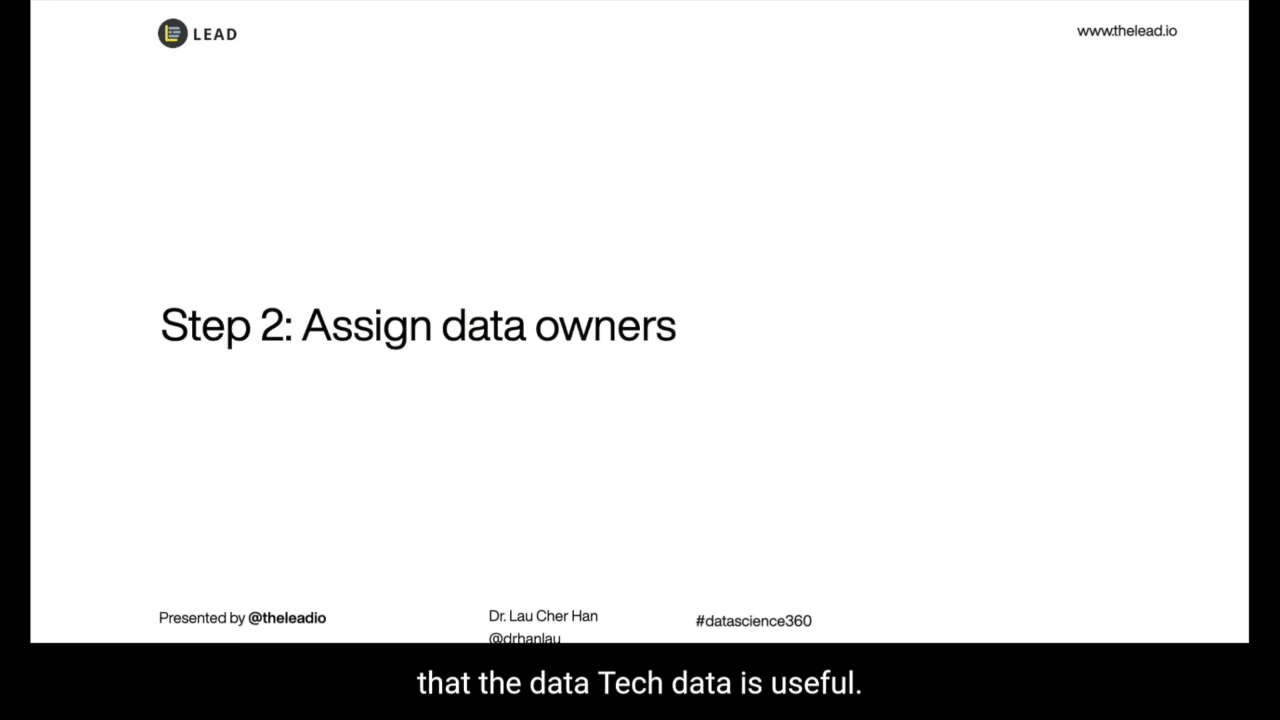 LEAD
www.thelead.io
Step 2: Assign data owners
Presented by @theleadio
Dr. Lau Cher Han
@drhanlau
#datascience360
that the data Tech data is useful.